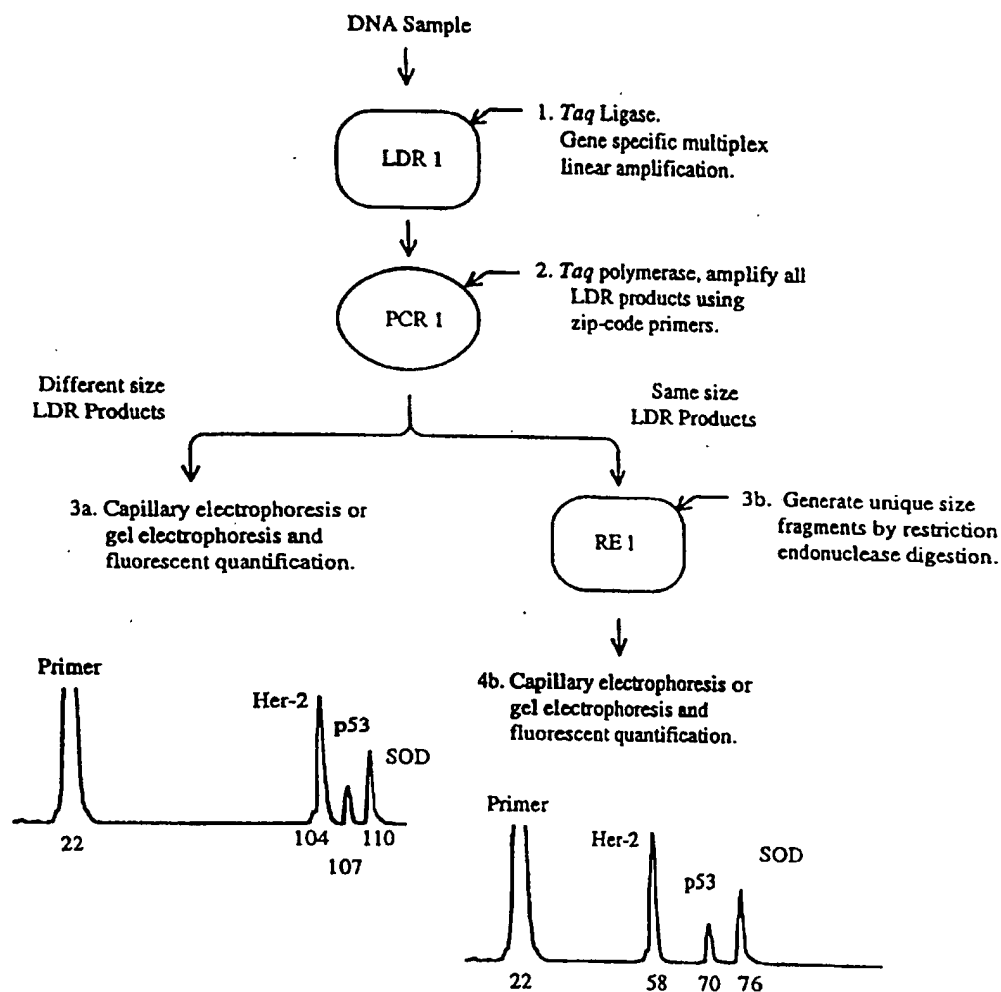 DNA Sample
LDR 1
1. Taq Ligase.
Gene specific multiplex
linear amplification.
PCR 1
2. Taq polymerase, amplify all
LDR products using
zip-code primers.
Different size
LDR Products
Same size
LDR Products
3a. Capillary electrophoresis or
gel electrophoresis and
fluorescent quantification.
RE 1
3b. Generate unique size
fragments by restriction
endonuclease digestion.
4b. Capillary electrophoresis or
gel electrophoresis and
fluorescent quantification.
Primer
Her-2
p53
SOD
22
104
107
110
Primer
Her-2
p53
SOD
22
58
70
76